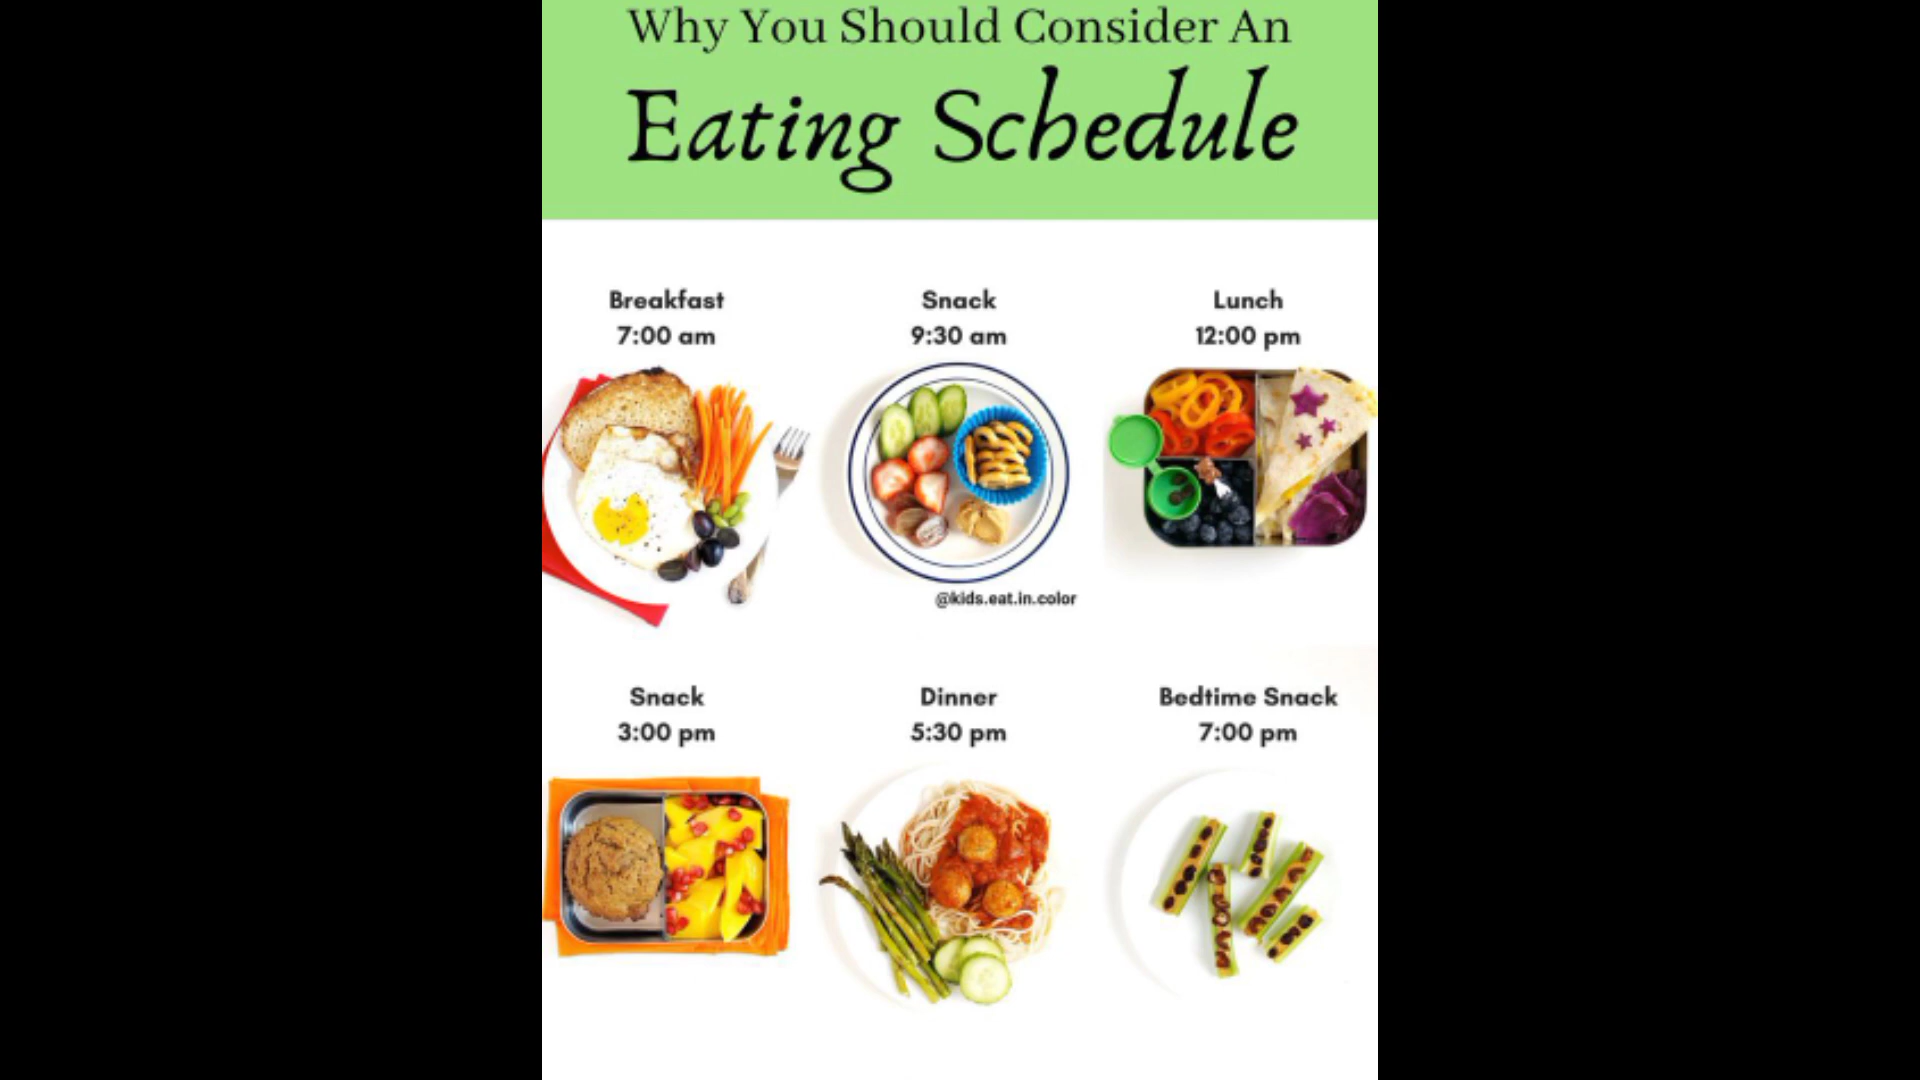 Why You Should Consider An
Eating Schedule
Breakfast
7:00 am
Snack
9:30 am
Lunch
12:00 pm
@kids.eat.in.color
Snack
3:00 pm
Dinner
5:30 pm
Bedtime Snack
7:00 pm